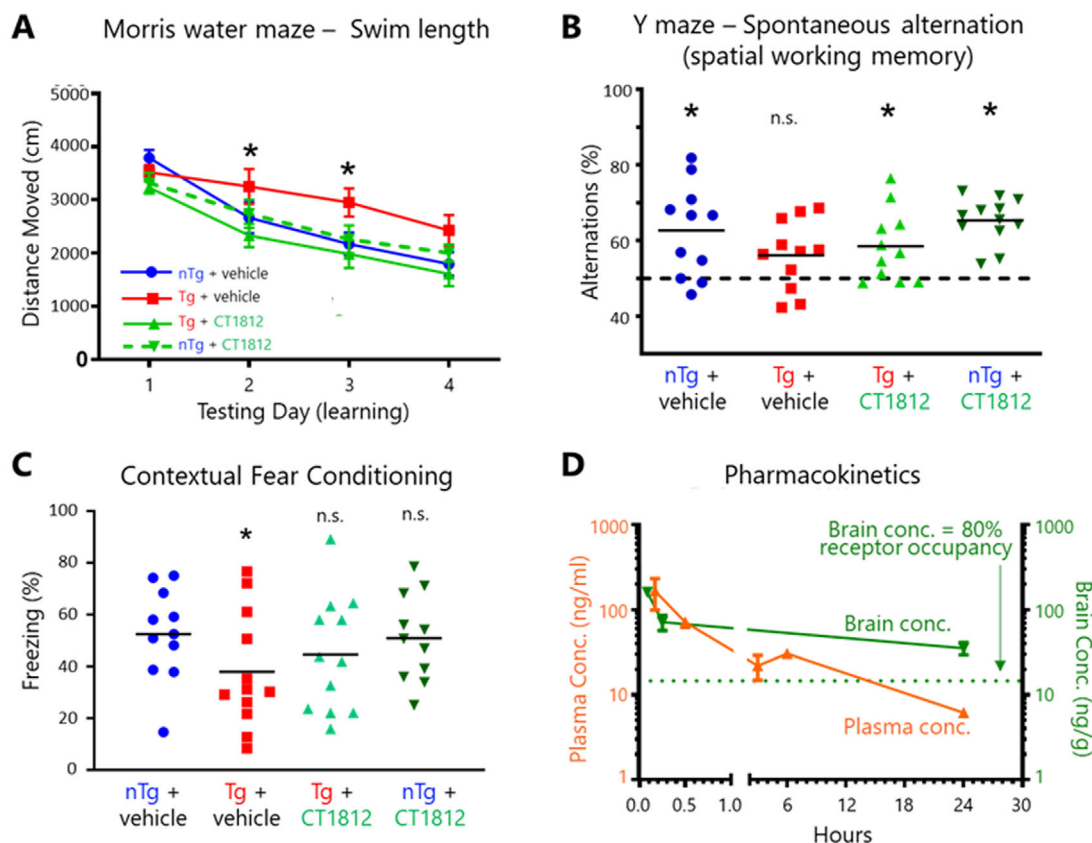 A
Morris water maze – Swim length
5000
4000
3000
2000
1000
0
Distance Moved (cm)
*
*
nTg + vehicle
Tg + vehicle
Tg + CT1812
nTg + CT1812
1 2 3 4
Testing Day (learning)
B
Y maze – Spontaneous alternation
(spatial working memory)
100
80
60
40
Alternations (%)
* n.s. * *
nTg + Tg + Tg + nTg +
vehicle vehicle CT1812 CT1812
C
Contextual Fear Conditioning
100
80
60
40
20
0
Freezing (%)
* n.s. n.s.
nTg + Tg + Tg + nTg +
vehicle vehicle CT1812 CT1812
D
Pharmacokinetics
1000
100
10
1
Plasma Conc. (ng/ml)
Brain conc. = 80%
receptor occupancy
Brain conc.
Plasma conc.
1000
100
10
1
Brain Conc.
(ng/g)
0.0 0.5 1.0 6 12 18 24 30
Hours